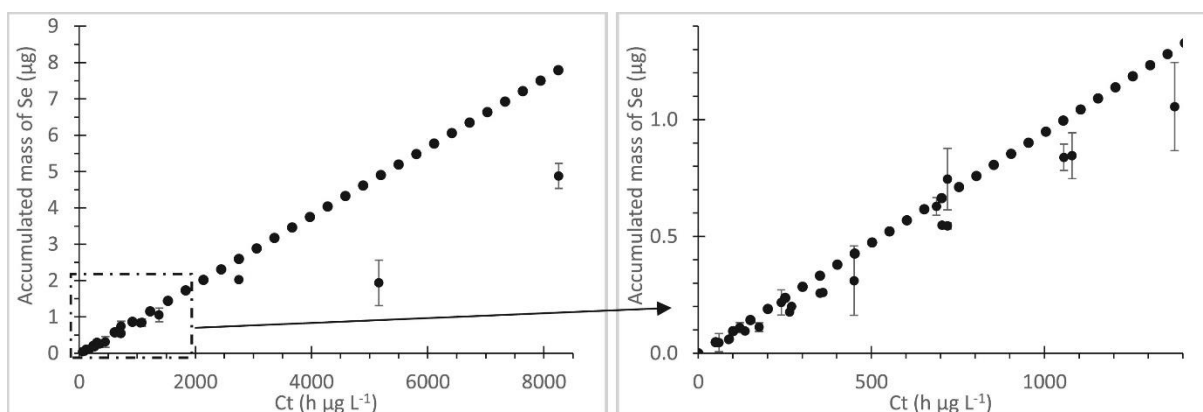 Accumulated mass of Se (µg)
9
8
7
6
5
4
3
2
1
0
0 2000 4000 6000 8000
Ct (h µg L⁻¹)
Accumulated mass of Se (µg)
1.0
0.5
0.0
0 500 1000
Ct (h µg L⁻¹)